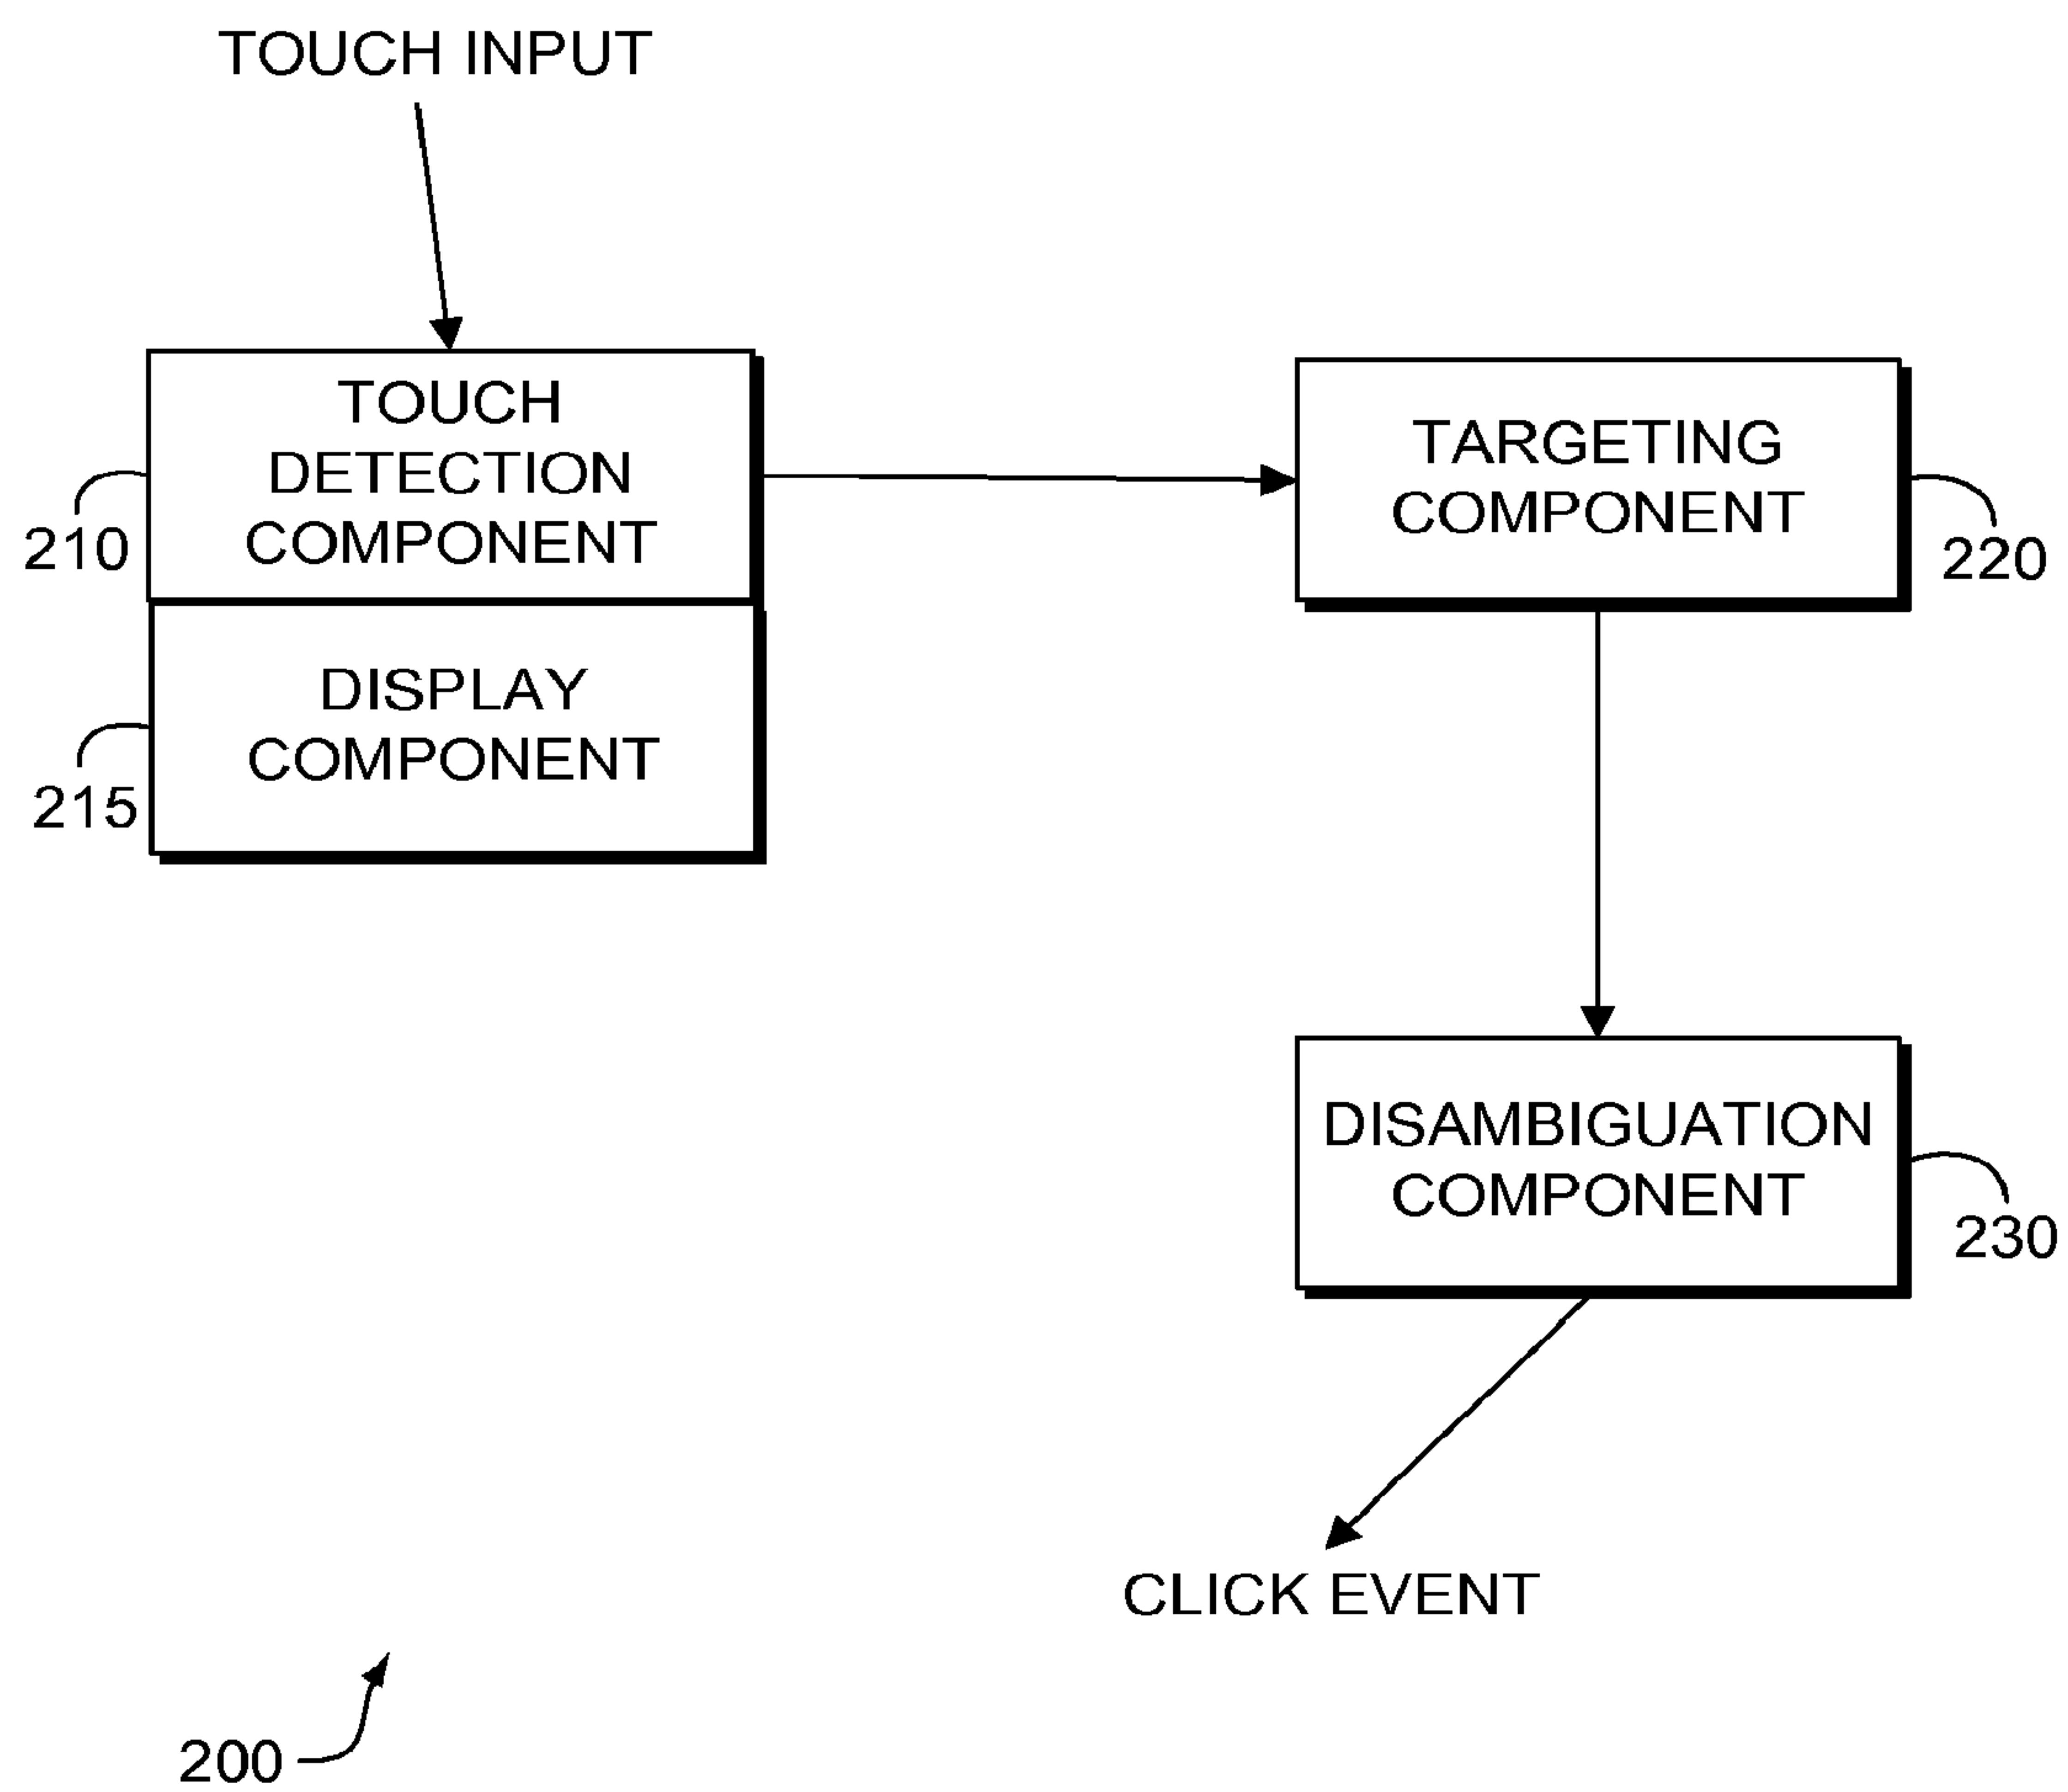 TOUCH INPUT
TOUCH
DETECTION
COMPONENT
210
TARGETING
COMPONENT
220
DISPLAY
COMPONENT
215
DISAMBIGUATION
COMPONENT
230
CLICK EVENT
200